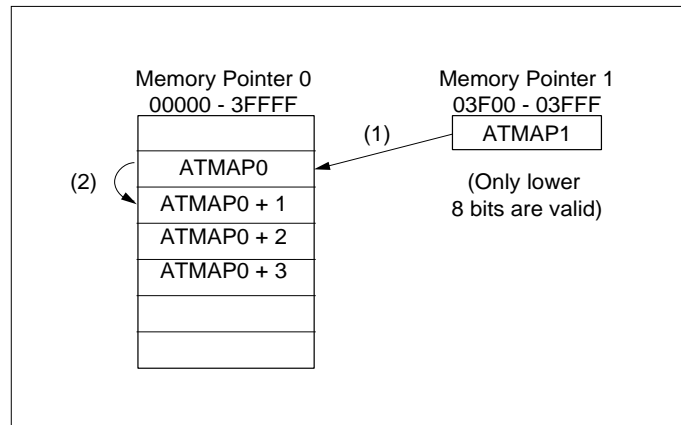 Memory Pointer 0
00000 - 3FFFF
Memory Pointer 1
03F00 - 03FFF
(1)
ATMAP1
ATMAP0
(2)
(Only lower
8 bits are valid)
ATMAP0 + 1
ATMAP0 + 2
ATMAP0 + 3